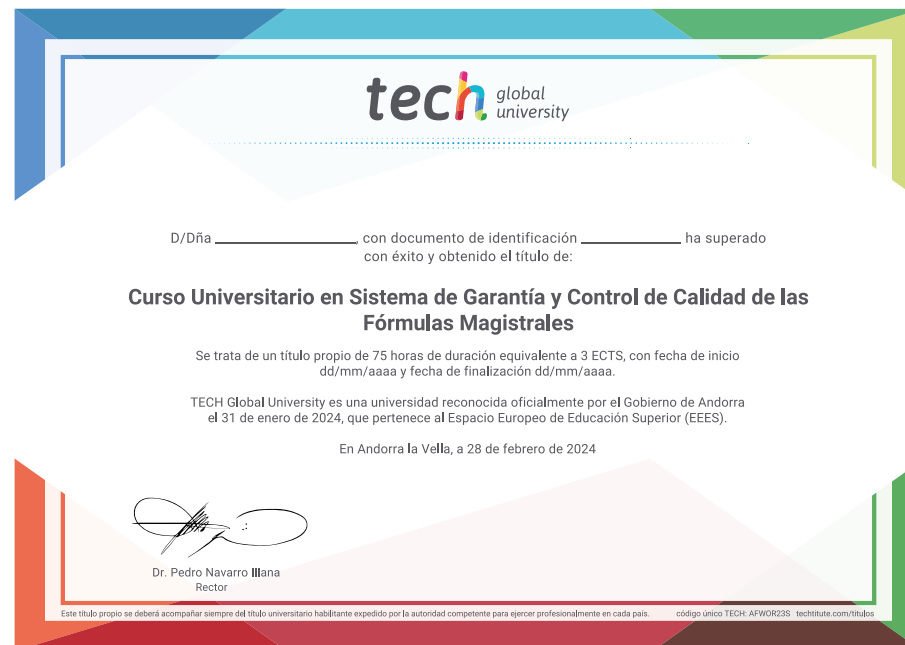 tech global
university
D/Dña ____________________, con documento de identificación ______________ ha superado
con éxito y obtenido el título de:
Curso Universitario en Sistema de Garantía y Control de Calidad de las
Fórmulas Magistrales
Se trata de un título propio de 75 horas de duración equivalente a 3 ECTS, con fecha de inicio
dd/mm/aaaa y fecha de finalización dd/mm/aaaa.
TECH Global University es una universidad reconocida oficialmente por el Gobierno de Andorra
el 31 de enero de 2024, que pertenece al Espacio Europeo de Educación Superior (EEES).
En Andorra la Vella, a 28 de febrero de 2024
Dr. Pedro Navarro Illana
Rector
Este título propio se deberá acompañar siempre del título universitario habilitante expedido por la autoridad competente para ejercer profesionalmente en cada país. código único TECH: AFWOR23S techtitute.com/titulos